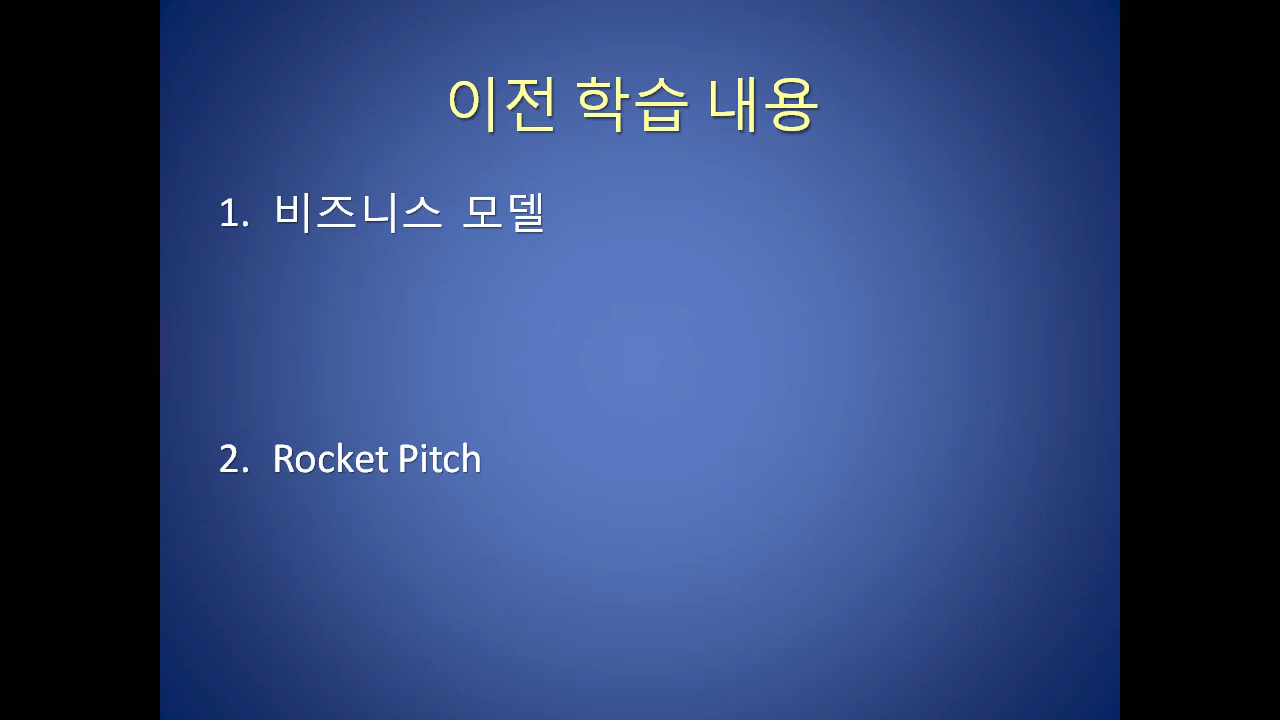 이전 학습 내용
1. 비즈니스 모델
2. Rocket Pitch